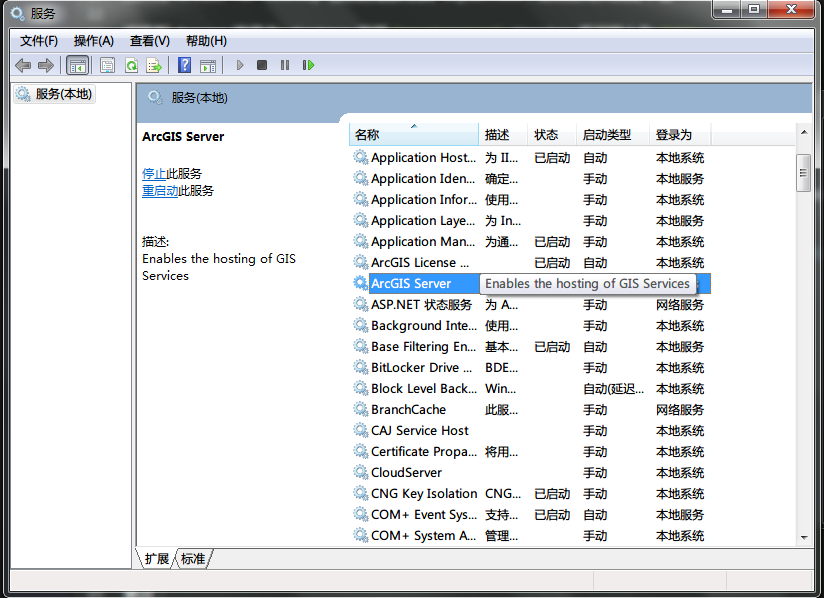 服务
文件(F) 操作(A) 查看(V) 帮助(H)
服务(本地)
服务(本地)
ArcGIS Server
停止此服务
重启动此服务
描述:
Enables the hosting of GIS
Services
名称 描述 状态 启动类型 登录为
Application Host... 为 II... 已启动 自动 本地系统
Application Iden... 确定... 手动 本地服务
Application Infor... 使用... 手动 本地系统
Application Laye... 为 In... 手动 本地服务
Application Man... 为通... 已启动 手动 本地系统
ArcGIS License ... 已启动 自动 本地系统
ArcGIS Server Enables the hosting of GIS Services
ASP.NET 状态服务 为 A... 手动 网络服务
Background Inte... 使用... 手动 本地系统
Base Filtering En... 基本... 已启动 自动 本地服务
BitLocker Drive ... BDE... 手动 本地系统
Block Level Back... Win... 自动(延迟... 本地系统
BranchCache 此服... 手动 网络服务
CAJ Service Host 手动 本地系统
Certificate Propa... 将用... 手动 本地系统
CloudServer 手动 本地系统
CNG Key Isolation CNG... 已启动 手动 本地系统
COM+ Event Sys... 支持... 已启动 自动 本地服务
COM+ System A... 管理... 手动 本地系统
扩展 标准